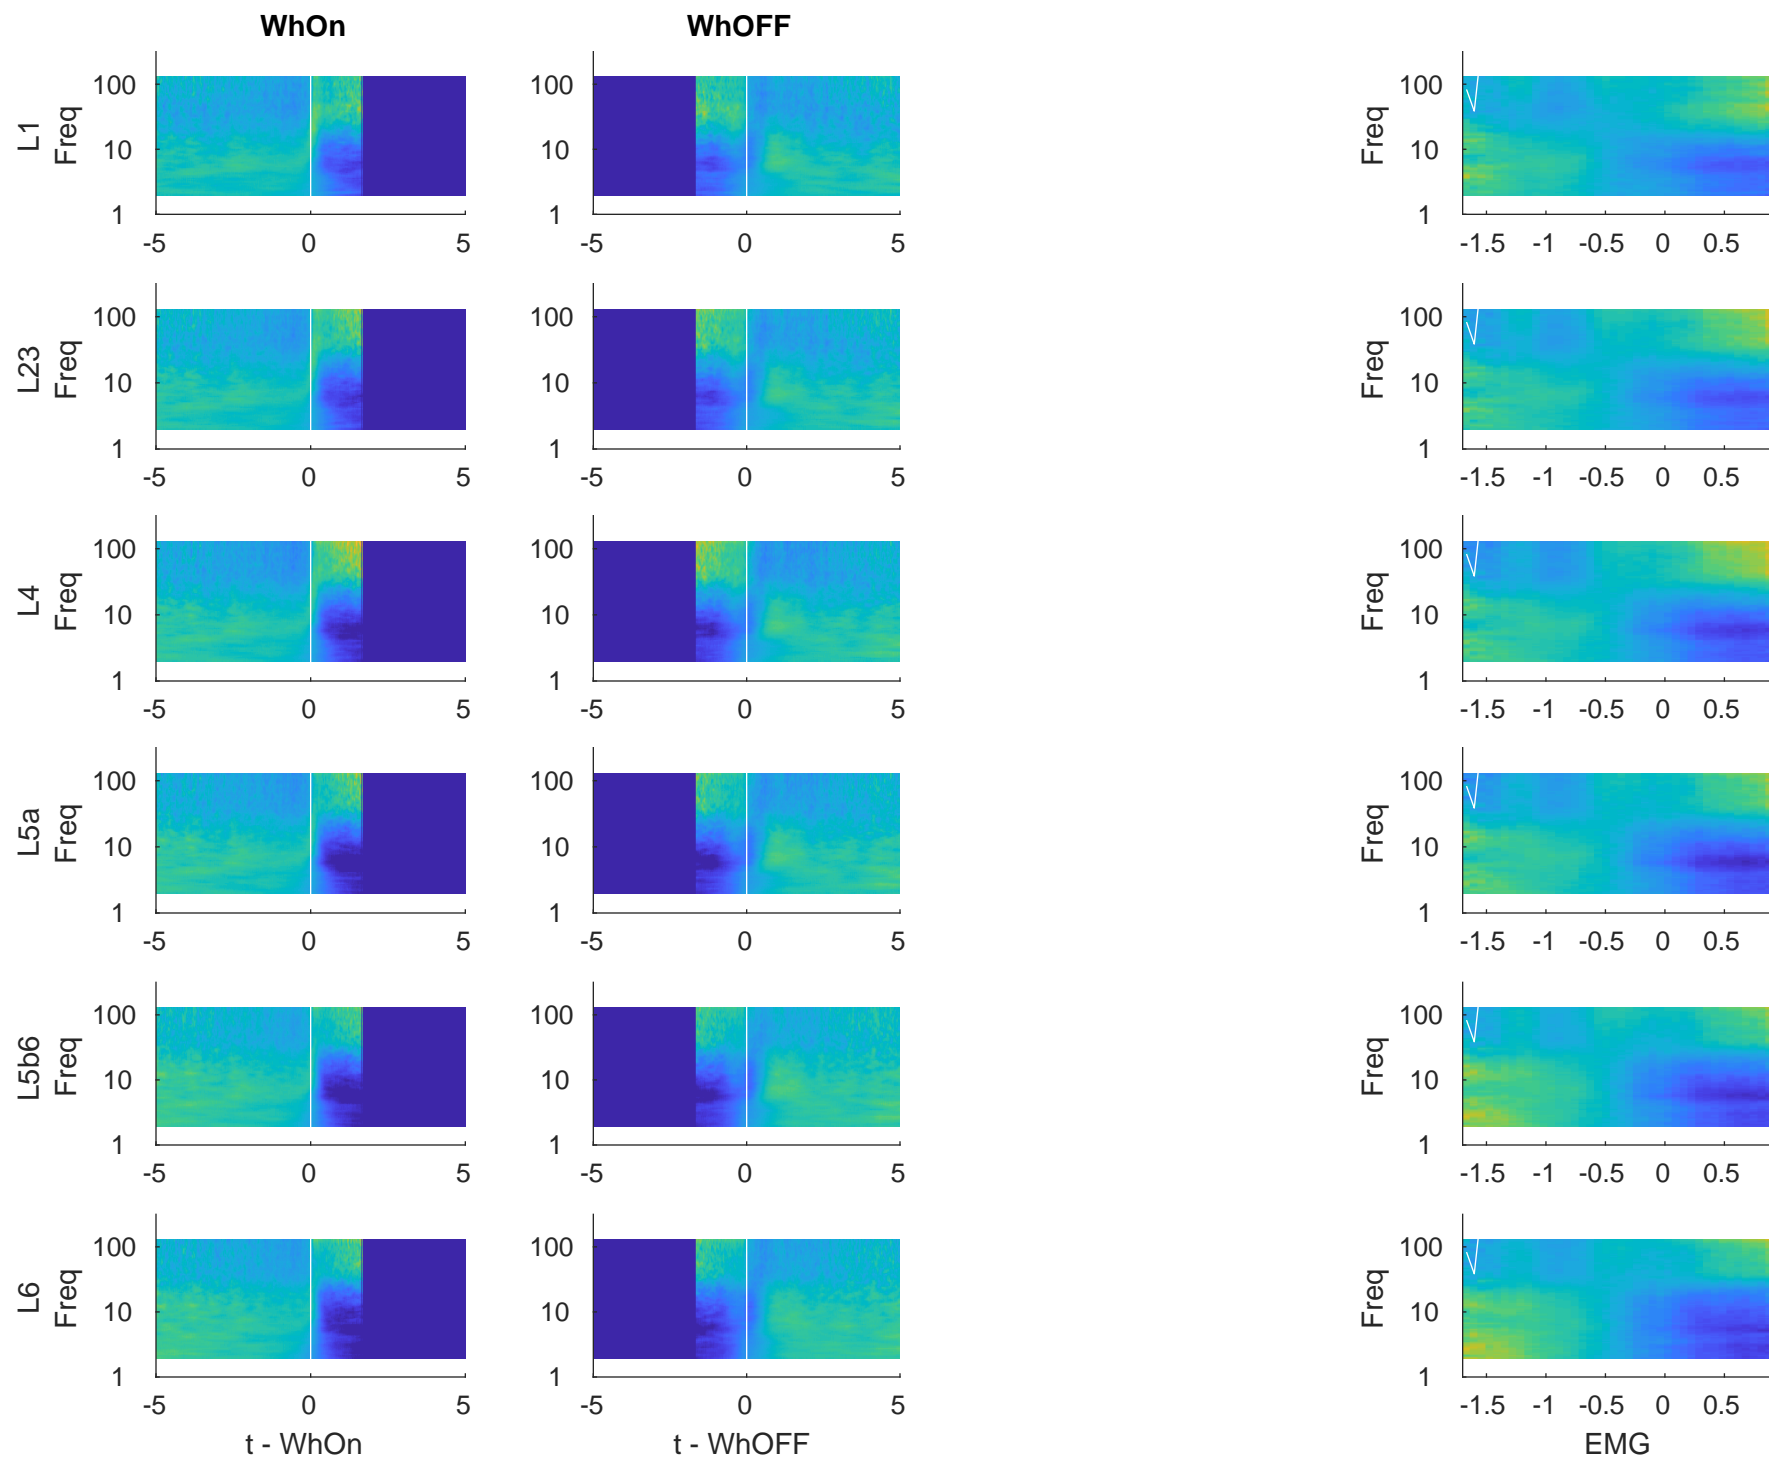 WhOn WhOFF
L1 Freq 100 10 1 -5 0 5
100 10 1 -5 0 5
Freq 100 10 1 -1.5 -1 -0.5 0 0.5
L23 Freq 100 10 1 -5 0 5
100 10 1 -5 0 5
Freq 100 10 1 -1.5 -1 -0.5 0 0.5
L4 Freq 100 10 1 -5 0 5
100 10 1 -5 0 5
Freq 100 10 1 -1.5 -1 -0.5 0 0.5
L5a Freq 100 10 1 -5 0 5
100 10 1 -5 0 5
Freq 100 10 1 -1.5 -1 -0.5 0 0.5
L5b6 Freq 100 10 1 -5 0 5
100 10 1 -5 0 5
Freq 100 10 1 -1.5 -1 -0.5 0 0.5
L6 Freq 100 10 1 -5 0 5
100 10 1 -5 0 5
Freq 100 10 1 -1.5 -1 -0.5 0 0.5
t - WhOn t - WhOFF EMG